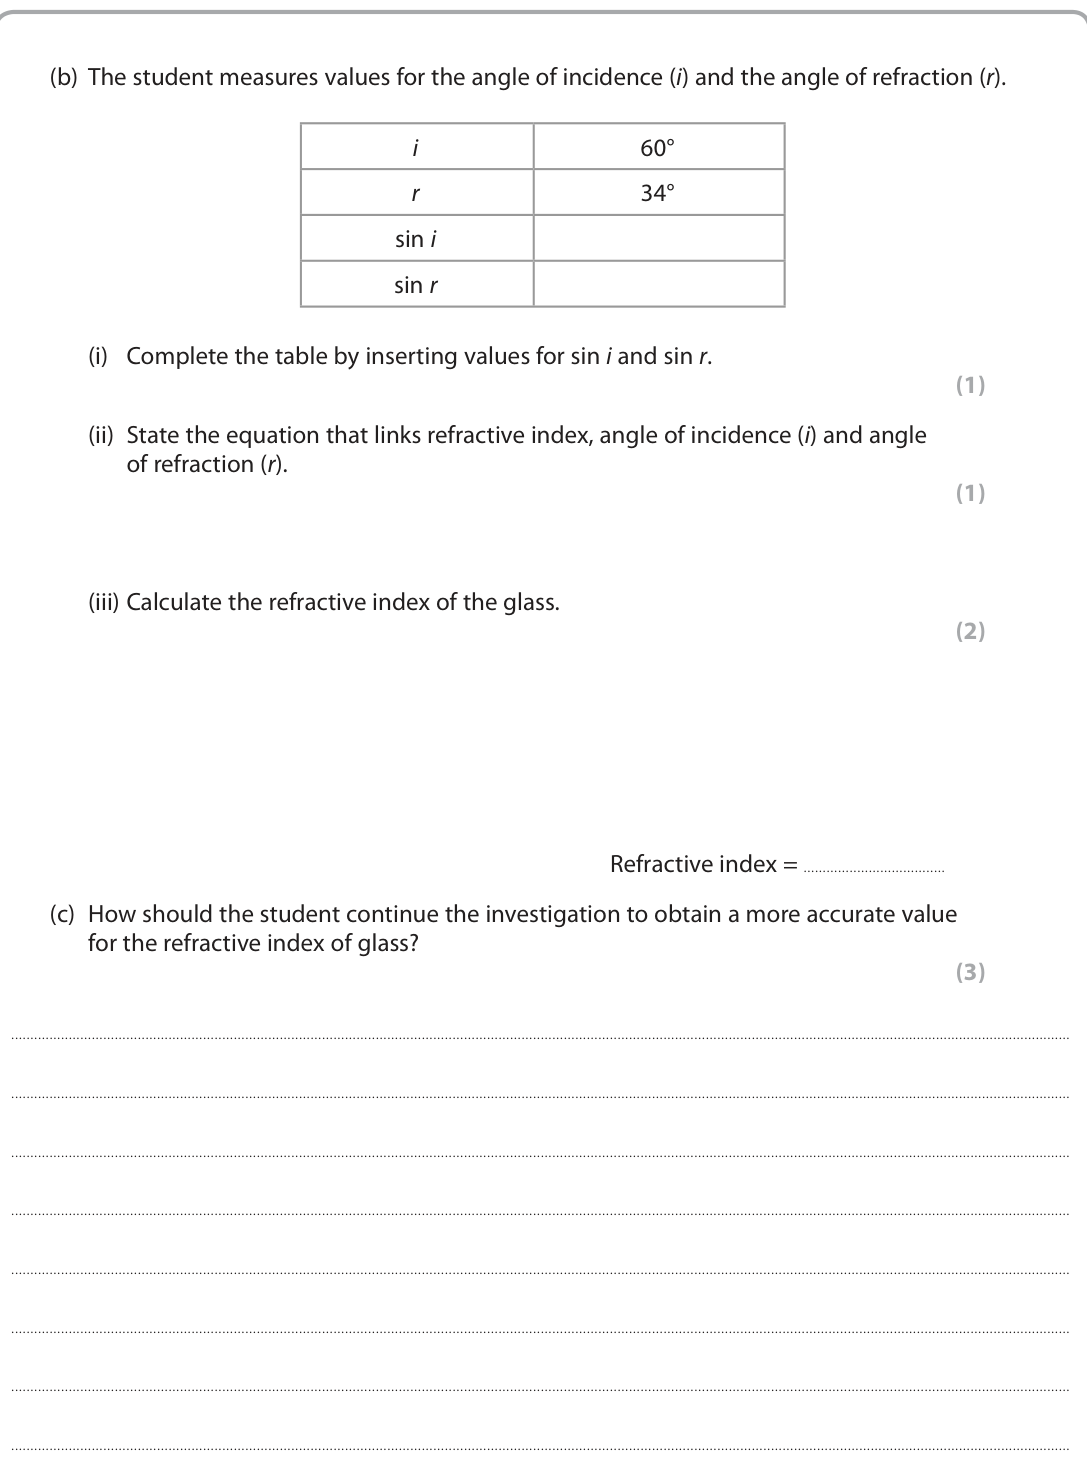 (b) The student measures values for the angle of incidence (i) and the angle of refraction (r).
i 60°
r 34°
sin i
sin r
(i) Complete the table by inserting values for sin i and sin r.
(1)
(ii) State the equation that links refractive index, angle of incidence (i) and angle
of refraction (r).
(1)
(iii) Calculate the refractive index of the glass.
(2)
Refractive index = ......................................
(c) How should the student continue the investigation to obtain a more accurate value
for the refractive index of glass?
(3)